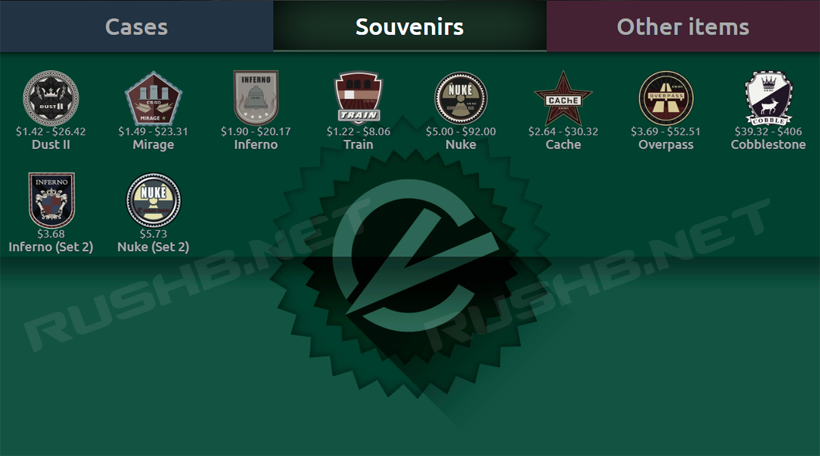 Cases Souvenirs Other items
DUST II INFERNO TRAIN NUKE CACHE OVERPASS COBBLE
MIRAGE
$1.42 - $26.42 $1.49 - $23.31 $1.90 - $20.17 $1.22 - $8.06 $5.00 - $92.00 $2.64 - $30.32 $3.69 - $52.51 $39.32 - $406
Dust II Mirage Inferno Train Nuke Cache Overpass Cobblestone
INFERNO NUKE
$3.68 $5.73
Inferno (Set 2) Nuke (Set 2)
RUSHB.NET RUSHB.NET